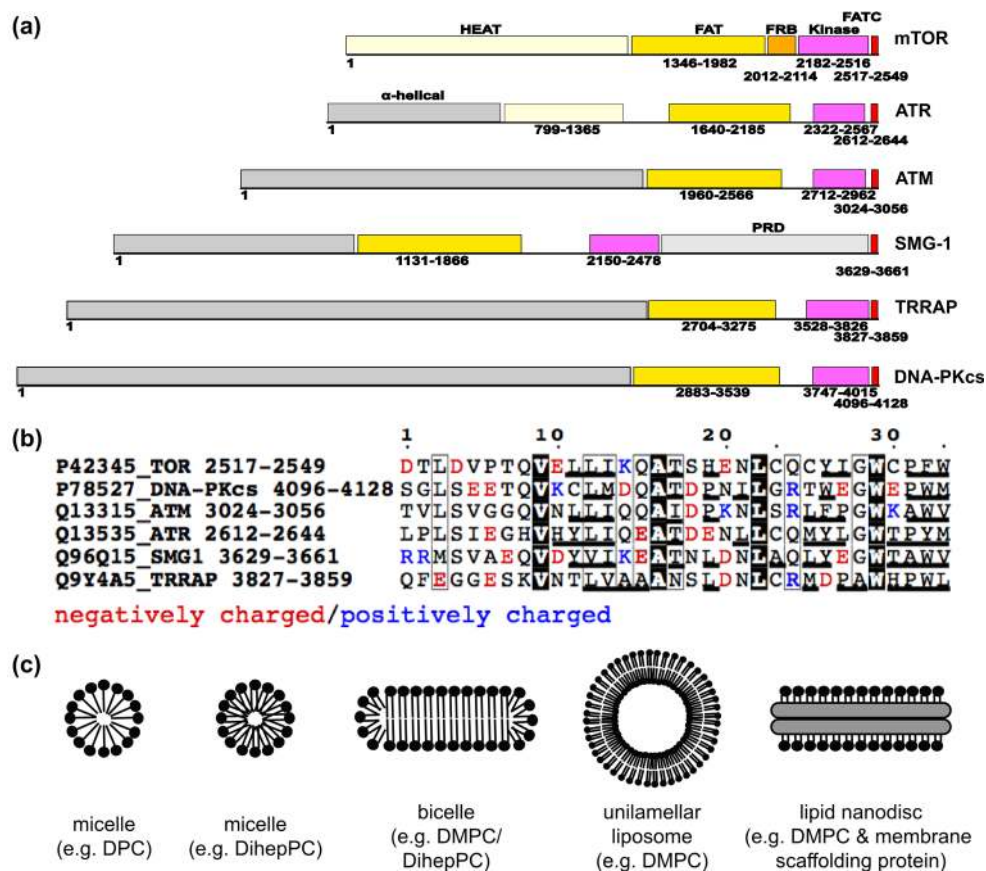 (a)
HEAT FAT FRB Kinase FATC
mTOR
1 1346-1982 2182-2516
2012-2114 2517-2549
α-helical
ATR
1 799-1365 1640-2185 2322-2567
2612-2644
ATM
1 1960-2566 2712-2962
3024-3056
PRD
SMG-1
1 1131-1866 2150-2478
3629-3661
TRRAP
1 2704-3275 3528-3826
3827-3859
DNA-PKcs
1 2883-3539 3747-4015
4096-4128
(b)
1 10 20 30
P42345_TOR 2517-2549 DTLDVPTQVELLIKQATSHENLCQCYIGWCPFW
P78527_DNA-PKcs 4096-4128 SGLSEETQVKCLMDQATDPNILGRTWEGWEPWM
Q13315_ATM 3024-3056 TVLSVGGQVNLLIQQAIDPKNLSRLFPGWKAWV
Q13535_ATR 2612-2644 LPLSIEGHVHYLIQEATDENLLCQMYLGWTPYM
Q96Q15_SMG1 3629-3661 RRMSVAEQVDYVIKEATNLDNLAQLYEGWTAWV
Q9Y4A5_TRRAP 3827-3859 QFEGGESKVNTLVAAANSLDNLCRMDPAWHPWL
negatively charged/positively charged
(c)
micelle
(e.g. DPC)
micelle
(e.g. DihepPC)
bicelle
(e.g. DMPC/
DihepPC)
unilamellar
liposome
(e.g. DMPC)
lipid nanodisc
(e.g. DMPC & membrane
scaffolding protein)